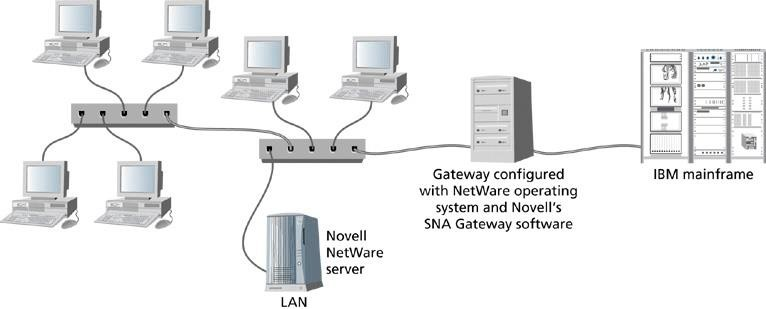 Novell
NetWare
server
LAN
Gateway configured
with NetWare operating
system and Novell's
SNA Gateway software
IBM mainframe